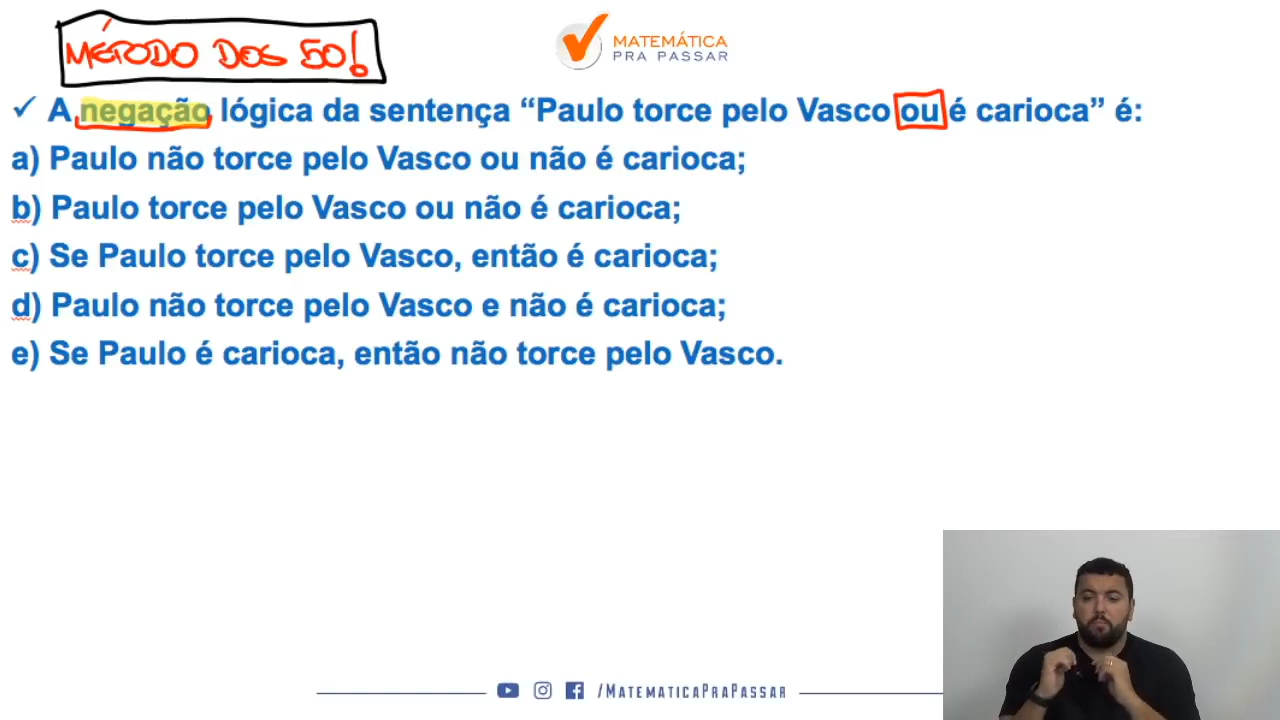 MÉTODO DOS 50!
MATEMÁTICA
PRA PASSAR
✓ A negação lógica da sentença “Paulo torce pelo Vasco ou é carioca” é:
a) Paulo não torce pelo Vasco ou não é carioca;
b) Paulo torce pelo Vasco ou não é carioca;
c) Se Paulo torce pelo Vasco, então é carioca;
d) Paulo não torce pelo Vasco e não é carioca;
e) Se Paulo é carioca, então não torce pelo Vasco.
/MATEMATICAPRAPASSAR